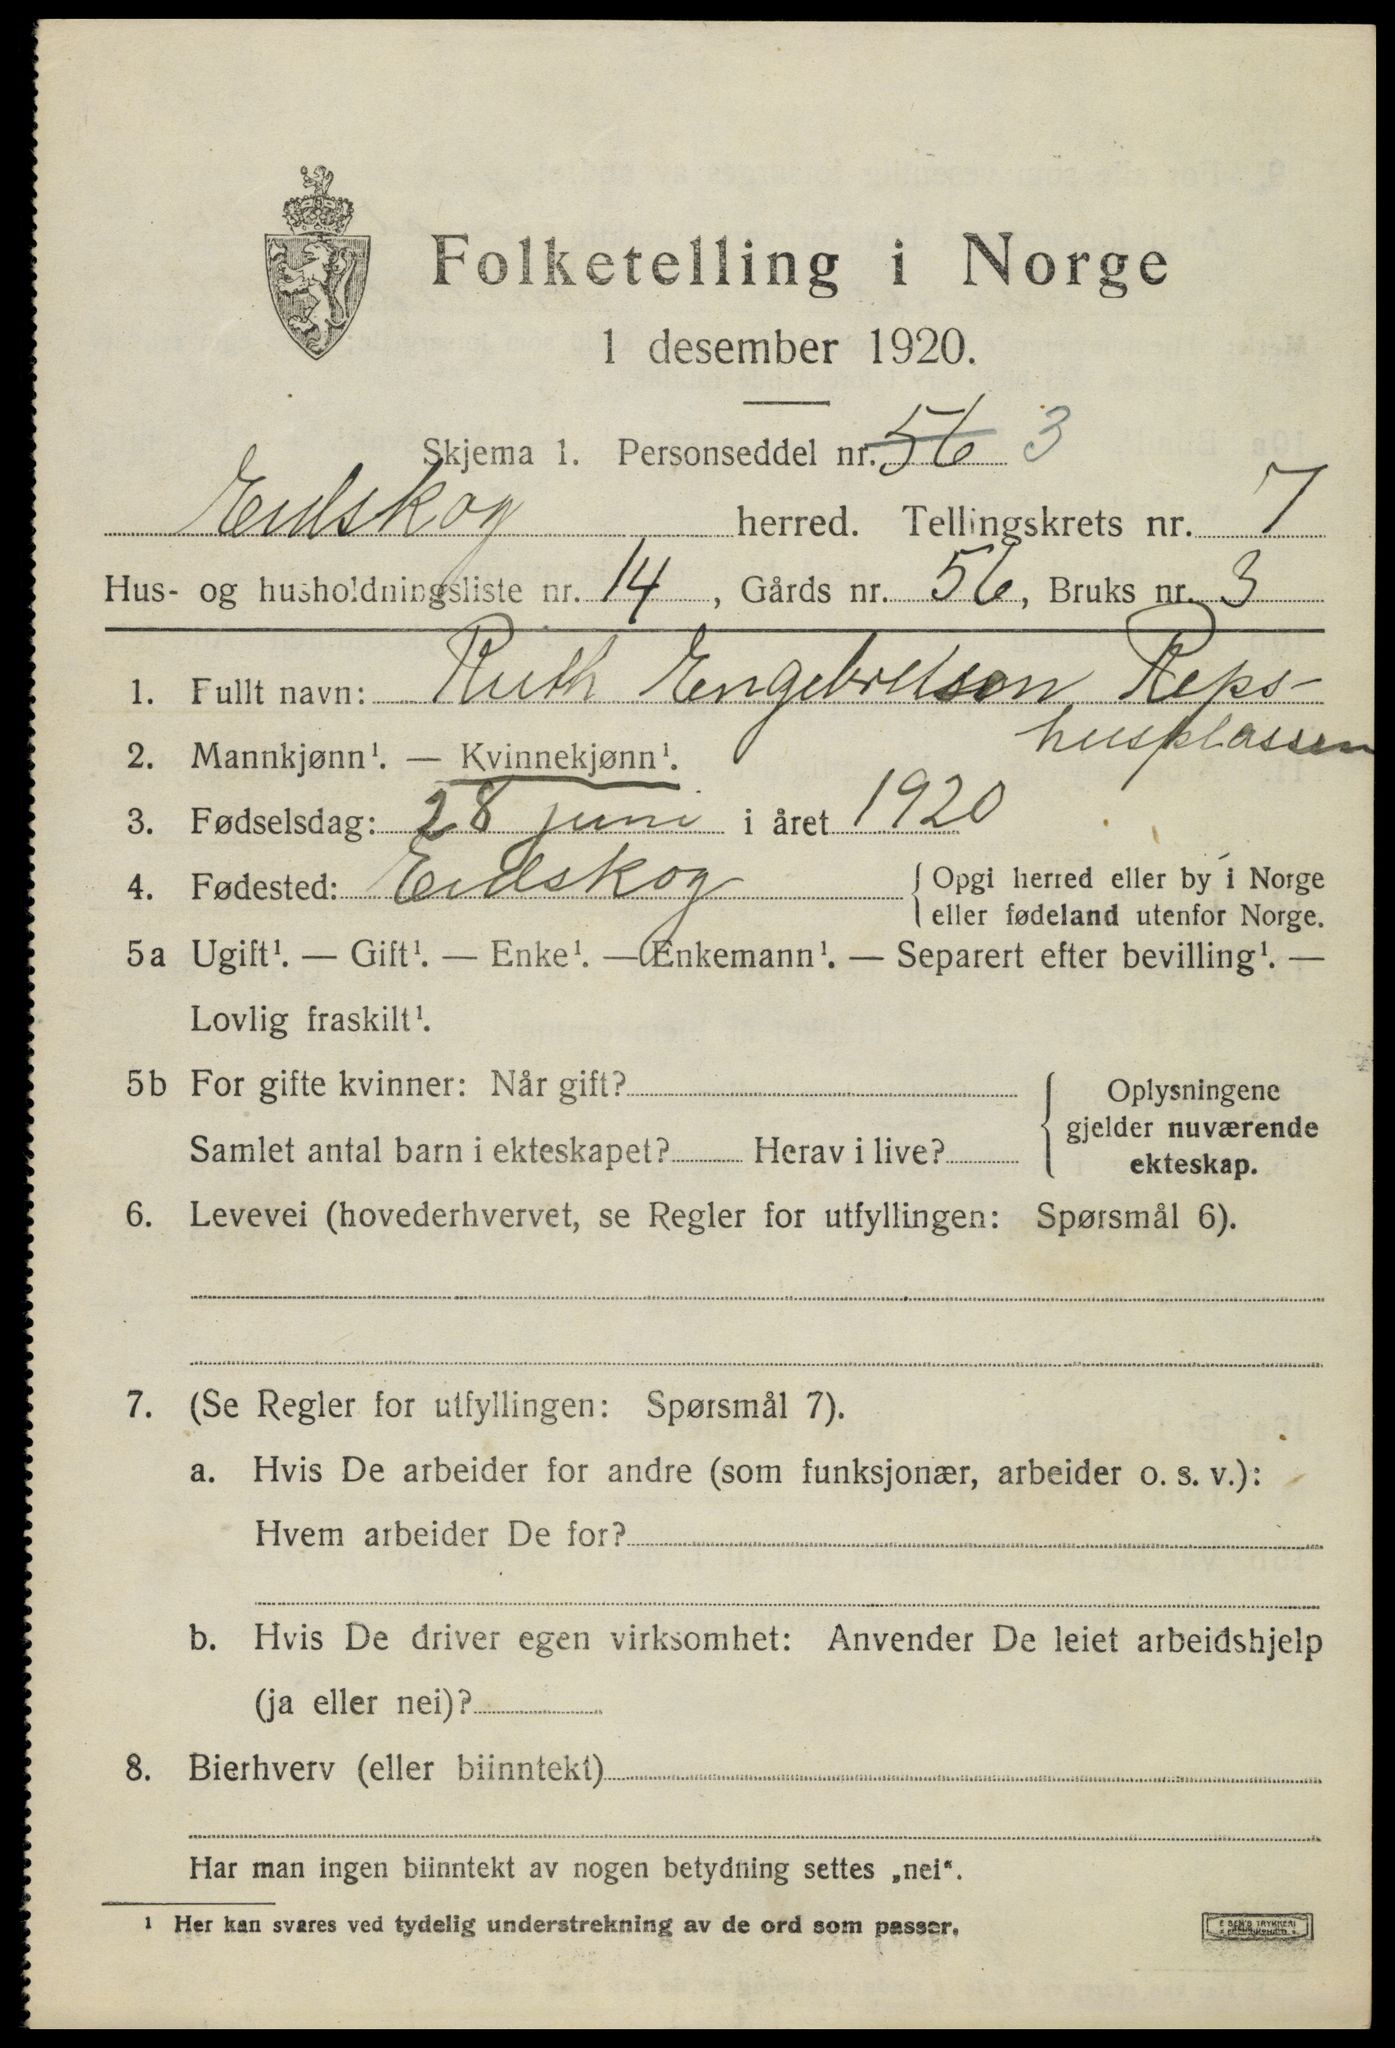 Folketelling i Norge
1 desember 1920.
Skjema 1. Personseddel nr. 56 3
Eidskog herred. Tellingskrets nr. 7
Hus- og husholdningsliste nr. 14, Gårds nr. 56, Bruks nr. 3
1. Fullt navn: Ruth Engebretson Reps-
husplassen
2. Mannkjønn¹. — Kvinnekjønn¹.
3. Fødselsdag: 28 juni i året 1920
4. Fødested: Eidskog { Opgi herred eller by i Norge
eller fødeland utenfor Norge.
5a Ugift¹. — Gift¹. — Enke¹. — Enkemann¹. — Separert efter bevilling¹. —
Lovlig fraskilt¹.
5b For gifte kvinner: Når gift?
Samlet antal barn i ekteskapet? Herav i live?
{ Oplysningene
gjelder nuværende
ekteskap.
6. Levevei (hovederhvervet, se Regler for utfyllingen: Spørsmål 6).
7. (Se Regler for utfyllingen: Spørsmål 7).
a. Hvis De arbeider for andre (som funksjonær, arbeider o. s. v.):
Hvem arbeider De for?
b. Hvis De driver egen virksomhet: Anvender De leiet arbeidshjelp
(ja eller nei)?
8. Bierhverv (eller biinntekt)
Har man ingen biinntekt av nogen betydning settes „nei“.
¹ Her kan svares ved tydelig understrekning av de ord som passer.